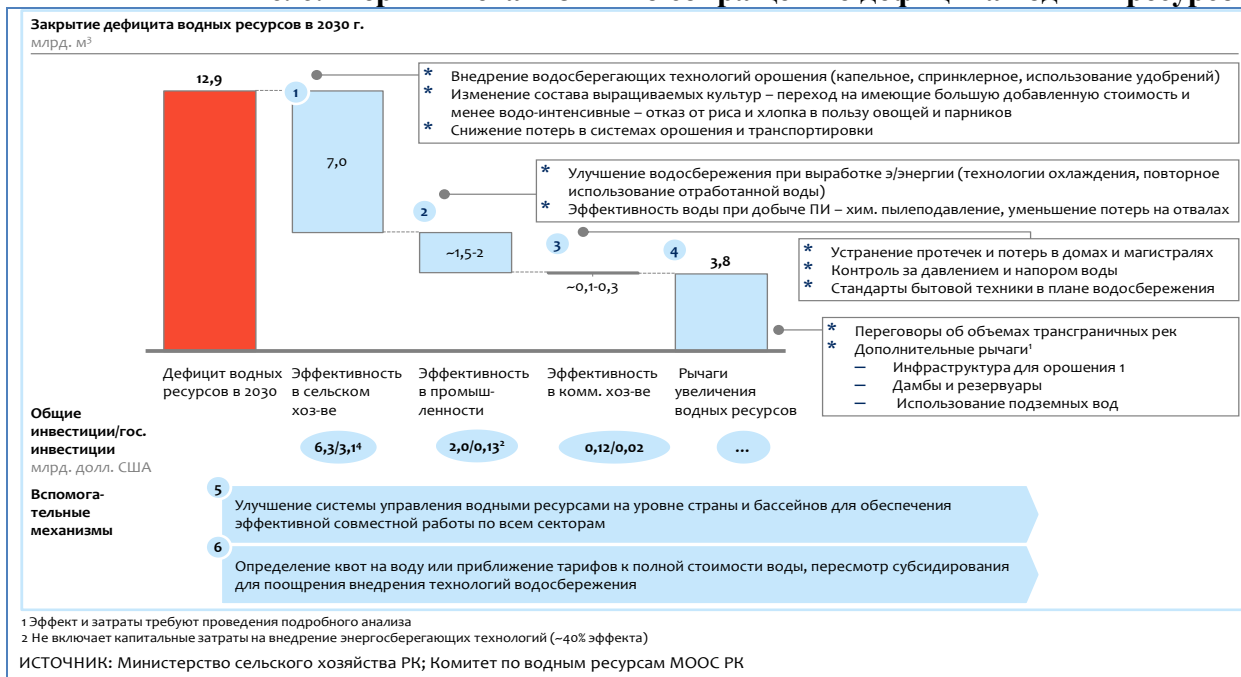 Закрытие дефицита водных ресурсов в 2030 г.
млрд. м³
12,9
1
7,0
* Внедрение водосберегающих технологий орошения (капельное, спринклерное, использование удобрений)
* Изменение состава выращиваемых культур – переход на имеющие большую добавленную стоимость и
менее водо-интенсивные – отказ от риса и хлопка в пользу овощей и парников
* Снижение потерь в системах орошения и транспортировки
2
~1,5-2
* Улучшение водосбережения при выработке э/энергии (технологии охлаждения, повторное
использование отработанной воды)
* Эффективность воды при добыче ПИ – хим. пылеподавление, уменьшение потерь на отвалах
3
~0,1-0,3
* Устранение протечек и потерь в домах и магистралях
* Контроль за давлением и напором воды
* Стандарты бытовой техники в плане водосбережения
4
3,8
* Переговоры об объемах трансграничных рек
* Дополнительные рычаги¹
– Инфраструктура для орошения 1
– Дамбы и резервуары
– Использование подземных вод
Дефицит водных
ресурсов в 2030
Эффективность
в сельском
хоз-ве
Эффективность
в промыш-
ленности
Эффективность
в комм. хоз-ве
Рычаги
увеличения
водных ресурсов
Общие
инвестиции/гос.
инвестиции
млрд. долл. США
6,3/3,1⁴
2,0/0,13²
0,12/0,02
...
Вспомога-
тельные
механизмы
5
Улучшение системы управления водными ресурсами на уровне страны и бассейнов для обеспечения
эффективной совместной работы по всем секторам
6
Определение квот на воду или приближение тарифов к полной стоимости воды, пересмотр субсидирования
для поощрения внедрения технологий водосбережения
1 Эффект и затраты требуют проведения подробного анализа
2 Не включает капитальные затраты на внедрение энергосберегающих технологий (~40% эффекта)
ИСТОЧНИК: Министерство сельского хозяйства РК; Комитет по водным ресурсам МООС РК